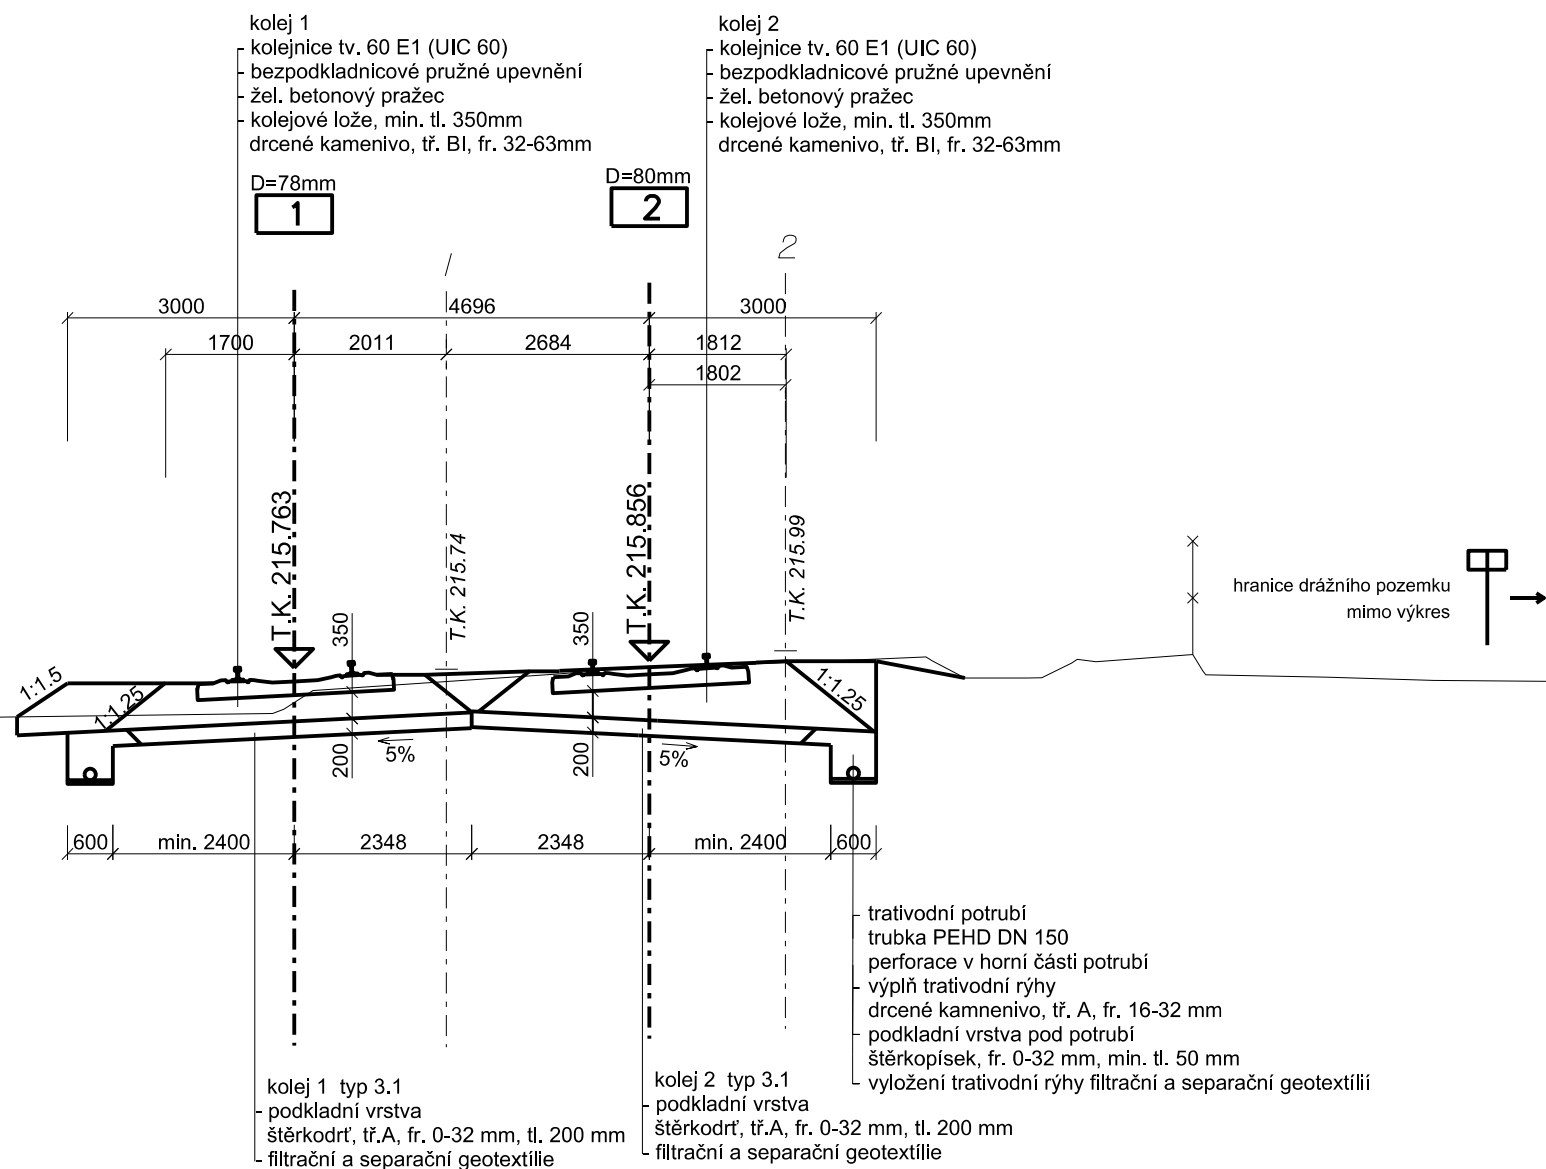 kolej 1
- kolejnice tv. 60 E1 (UIC 60)
- bezpodkladnicové pružné upevnění
- žel. betonový pražec
- kolejové lože, min. tl. 350mm
drcené kamenivo, tř. BI, fr. 32-63mm
kolej 2
- kolejnice tv. 60 E1 (UIC 60)
- bezpodkladnicové pružné upevnění
- žel. betonový pražec
- kolejové lože, min. tl. 350mm
drcené kamenivo, tř. BI, fr. 32-63mm
D=78mm
1
D=80mm
2
1
2
3000
4696
3000
1700
2011
2684
1812
1802
T.K. 215.763
T.K. 215.74
T.K. 215.856
T.K. 215.99
hranice drážního pozemku
mimo výkres
350
350
1:1.5
1:1.25
1:1.25
200
5%
200
5%
600
min. 2400
2348
2348
min. 2400
600
- trativodní potrubí
trubka PEHD DN 150
perforace v horní části potrubí
- výplň trativodní rýhy
drcené kamnenivo, tř. A, fr. 16-32 mm
- podkladní vrstva pod potrubí
štěrkopísek, fr. 0-32 mm, min. tl. 50 mm
- vyložení trativodní rýhy filtrační a separační geotextílií
kolej 1 typ 3.1
- podkladní vrstva
štěrkodrť, tř.A, fr. 0-32 mm, tl. 200 mm
- filtrační a separační geotextílie
kolej 2 typ 3.1
- podkladní vrstva
štěrkodrť, tř.A, fr. 0-32 mm, tl. 200 mm
- filtrační a separační geotextílie